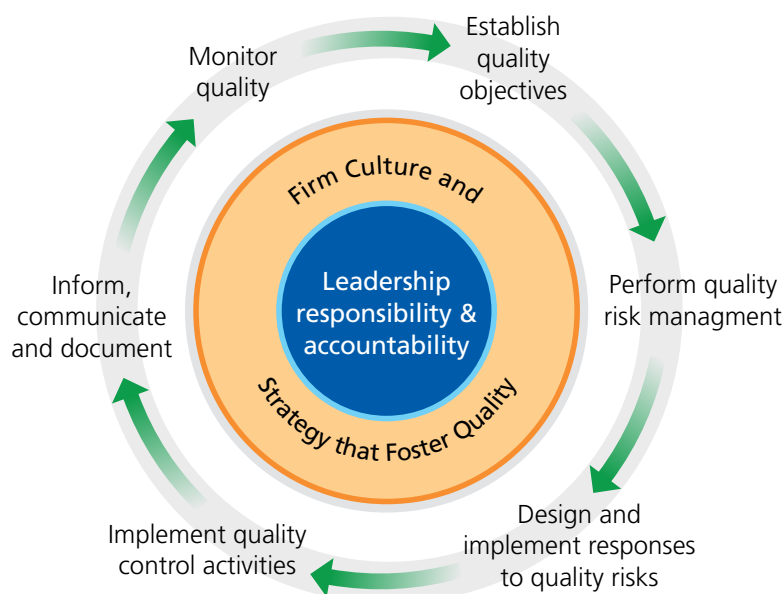 Establish
quality
objectives
Perform quality
risk managment
Design and
implement responses
to quality risks
Implement quality
control activities
Inform,
communicate
and document
Monitor
quality
Firm Culture and
Strategy that Foster Quality
Leadership
responsibility &
accountability